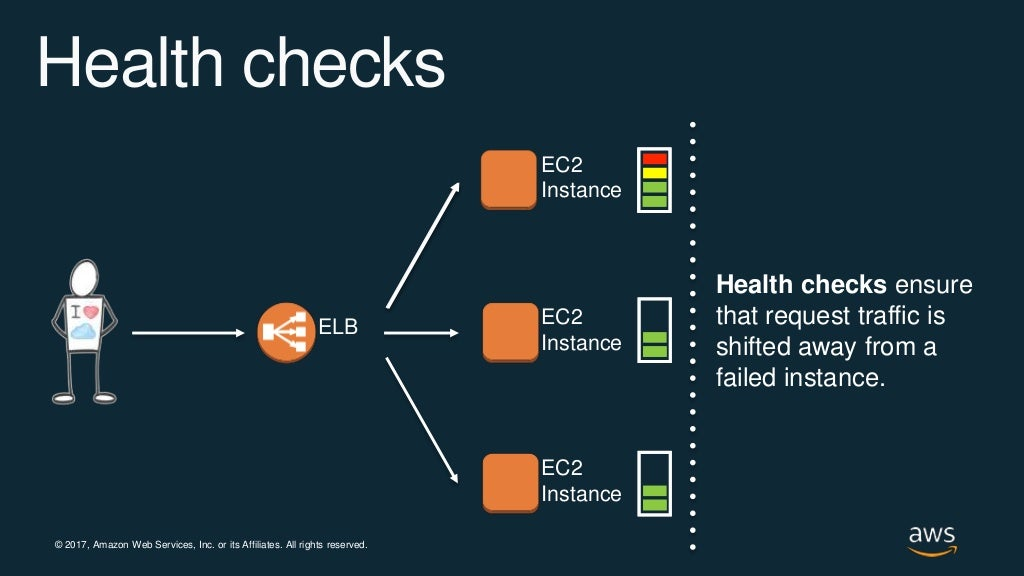 Health checks
EC2
Instance
I
ELB
EC2
Instance
Health checks ensure
that request traffic is
shifted away from a
failed instance.
EC2
Instance
© 2017, Amazon Web Services, Inc. or its Affiliates. All rights reserved.
aws